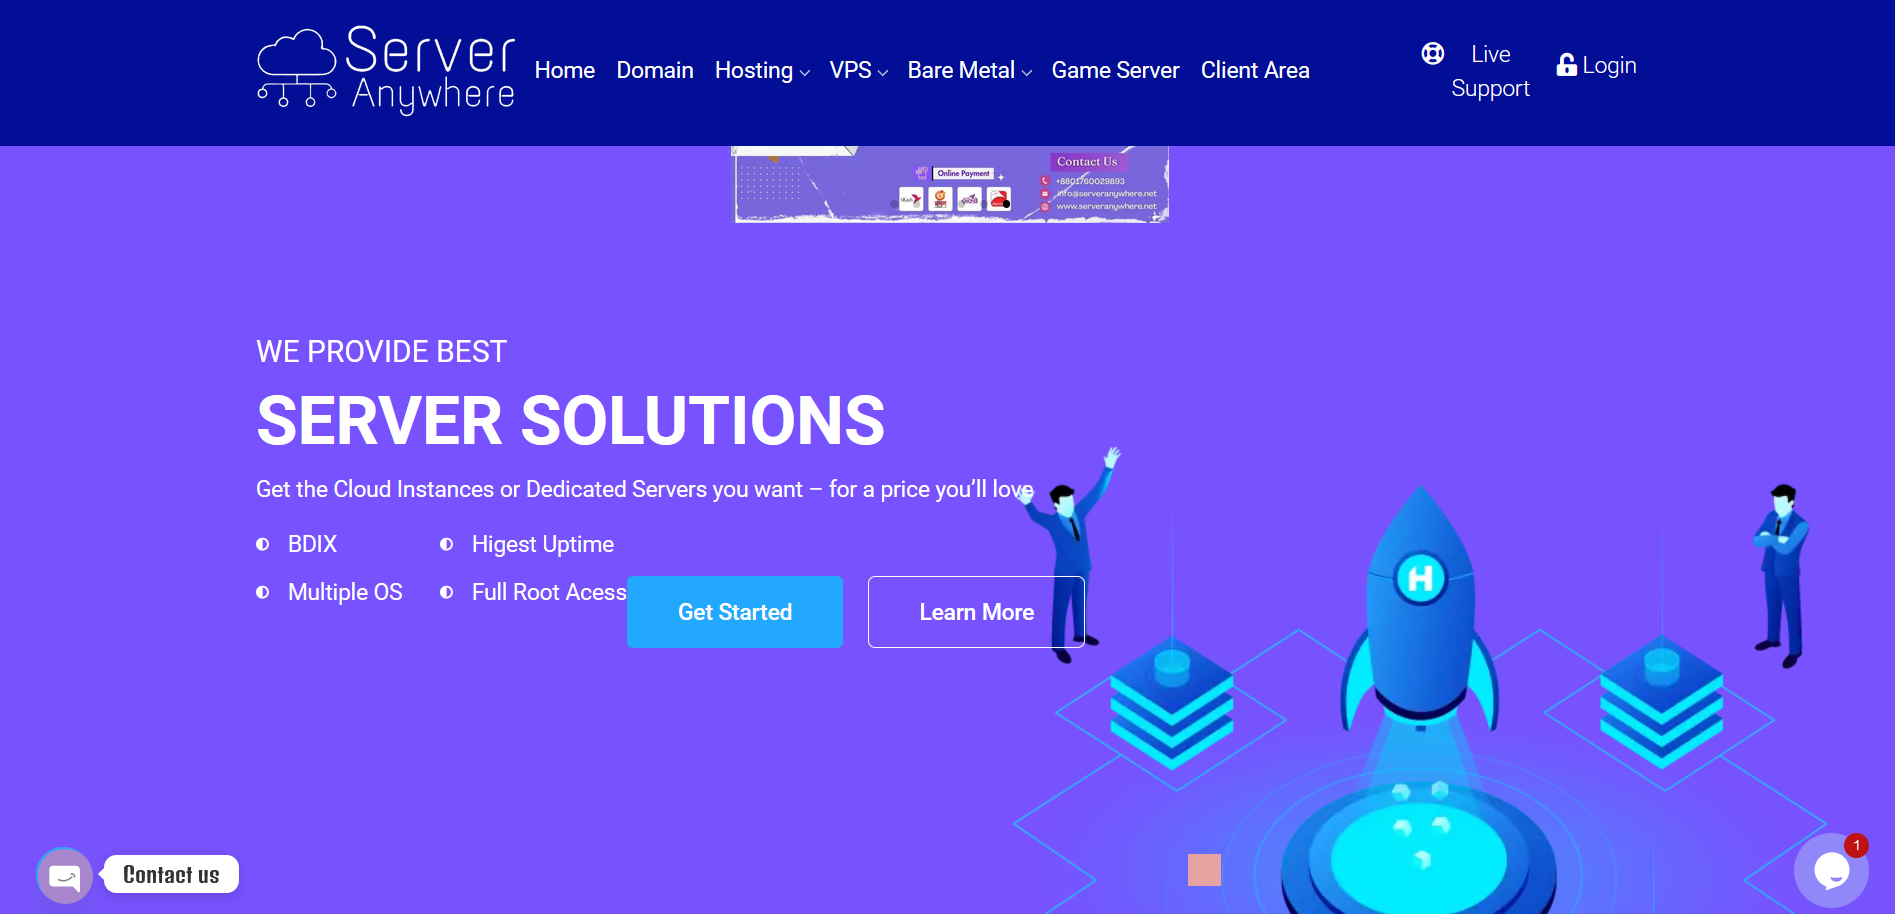 Server
Anywhere
Home
Domain
Hosting
VPS
Bare Metal
Game Server
Client Area
Live
Support
Login
Contact Us
Online Payment
+8801760029893
info@serveranywhere.net
www.serveranywhere.net
WE PROVIDE BEST
SERVER SOLUTIONS
Get the Cloud Instances or Dedicated Servers you want – for a price you’ll love
BDIX
Higest Uptime
Multiple OS
Full Root Acess
Get Started
Learn More
H
Contact us
1